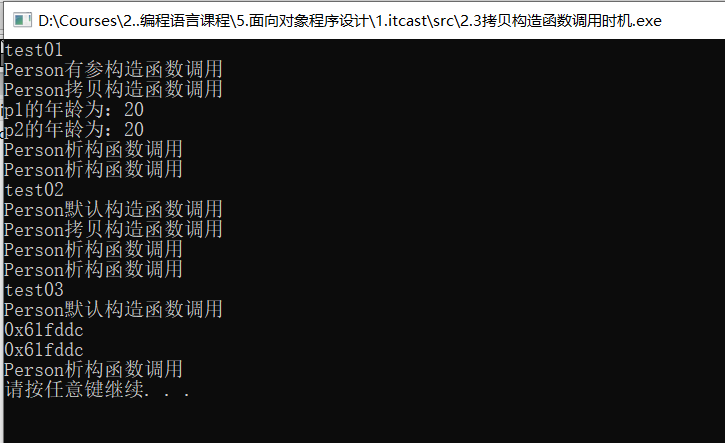 D:\Courses\2..编程语言课程\5.面向对象程序设计\1.itcast\src\2.3拷贝构造函数调用时机.exe
test01
Person有参构造函数调用
Person拷贝构造函数调用
p1的年龄为：20
p2的年龄为：20
Person析构函数调用
Person析构函数调用
test02
Person默认构造函数调用
Person拷贝构造函数调用
Person析构函数调用
Person析构函数调用
test03
Person默认构造函数调用
0x61fddc
0x61fddc
Person析构函数调用
请按任意键继续. . .